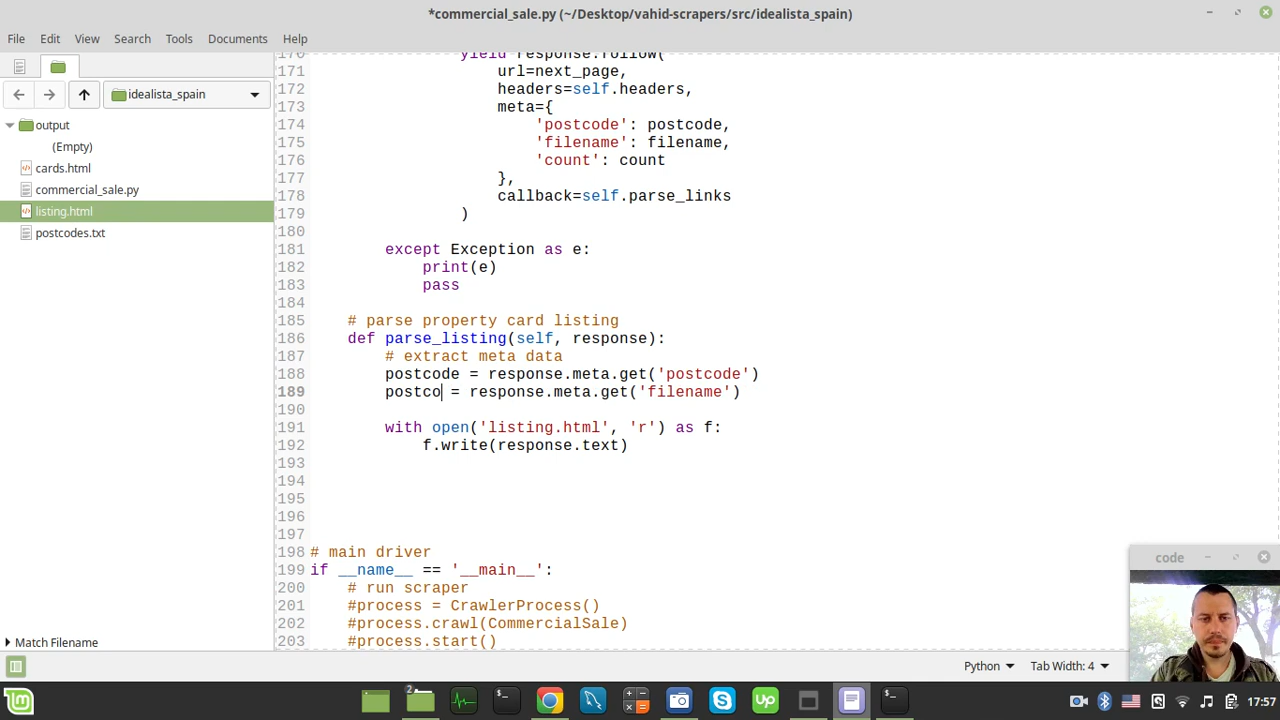 *commercial_sale.py (~/Desktop/vahid-scrapers/src/idealista_spain)
File Edit View Search Tools Documents Help
idealista_spain
output
(Empty)
cards.html
commercial_sale.py
listing.html
postcodes.txt
Match Filename
170 yield response.follow(
171 url=next_page,
172 headers=self.headers,
173 meta={
174 'postcode': postcode,
175 'filename': filename,
176 'count': count
177 },
178 callback=self.parse_links
179 )
180
181 except Exception as e:
182 print(e)
183 pass
184
185 # parse property card listing
186 def parse_listing(self, response):
187 # extract meta data
188 postcode = response.meta.get('postcode')
189 postco = response.meta.get('filename')
190
191 with open('listing.html', 'r') as f:
192 f.write(response.text)
193
194
195
196
197
198 # main driver
199 if __name__ == '__main__':
200 # run scraper
201 #process = CrawlerProcess()
202 #process.crawl(CommercialSale)
203 #process.start()
code
Python Tab Width: 4
2
Up
17:57